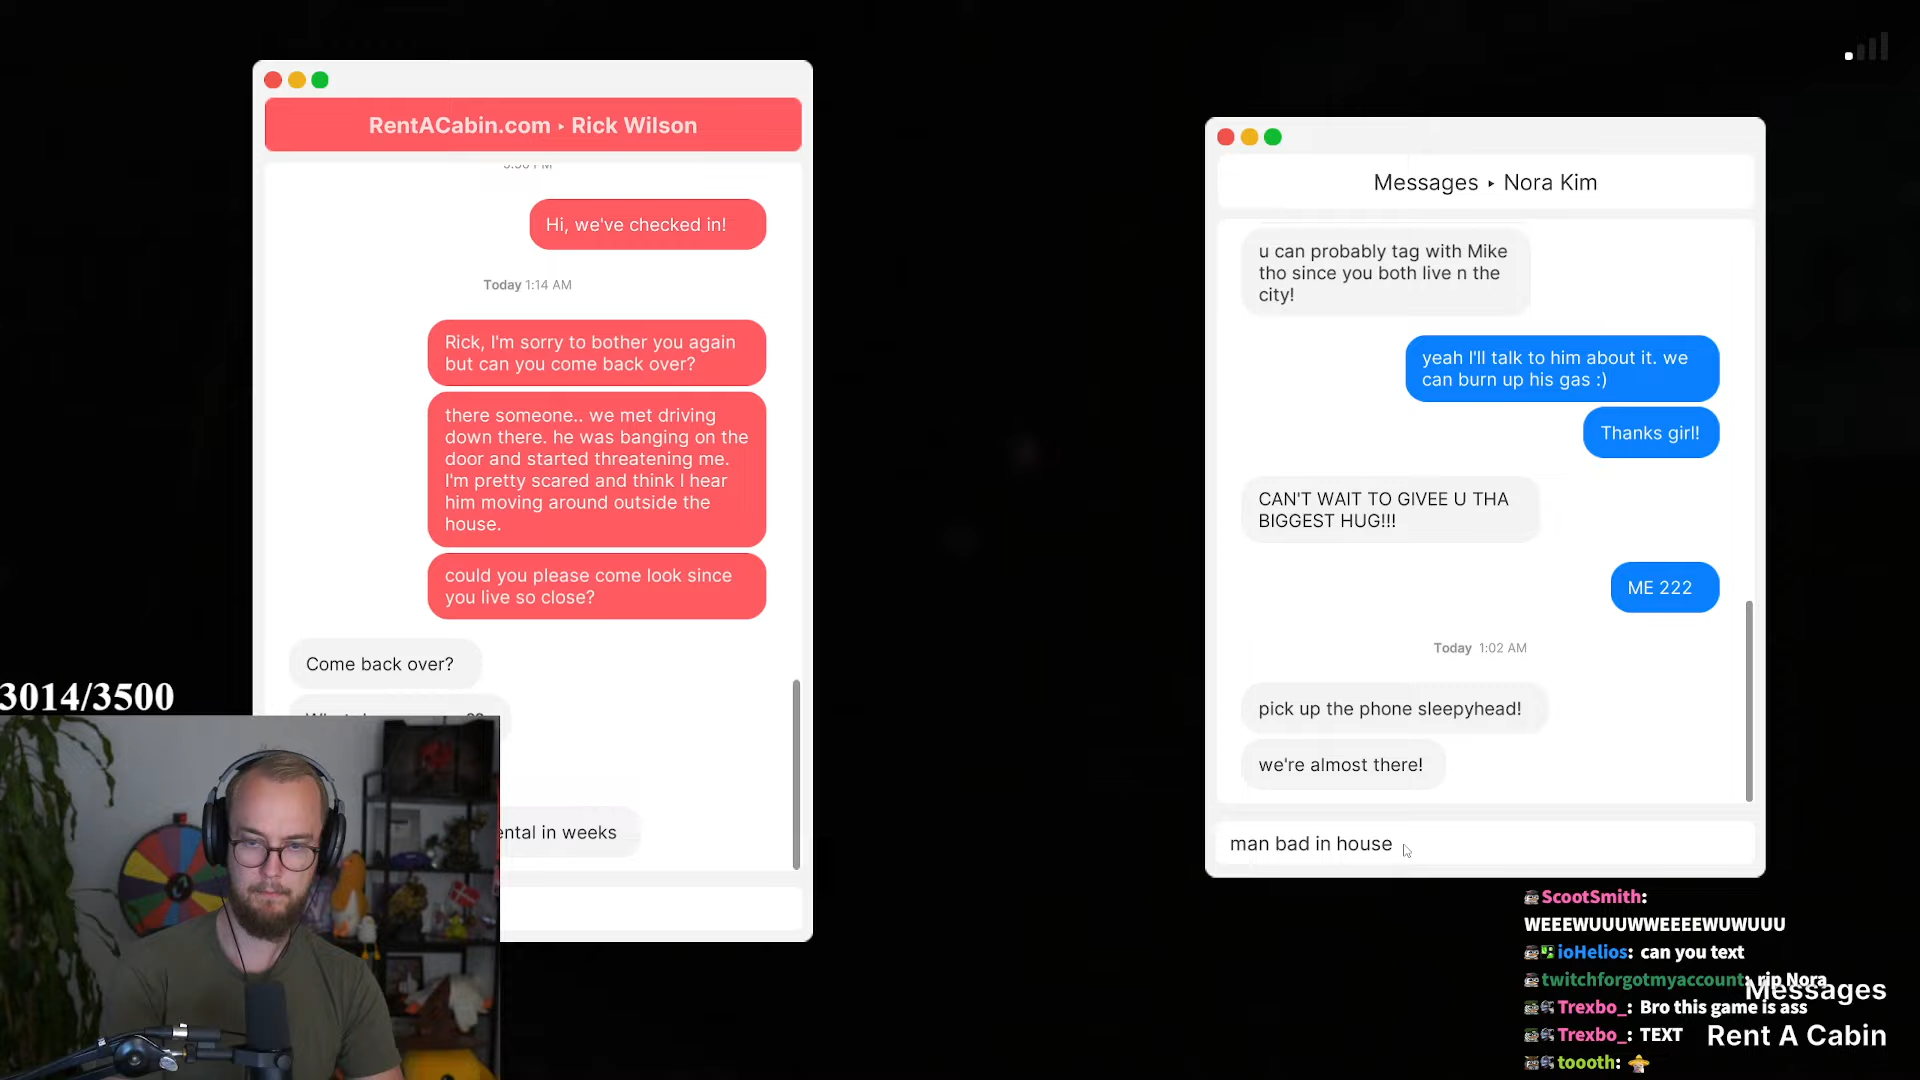 RentACabin.com ‣ Rick Wilson
Hi, we've checked in!
Today 1:14 AM
Rick, I'm sorry to bother you again
but can you come back over?
there someone.. we met driving
down there. he was banging on the
door and started threatening me.
I'm pretty scared and think I hear
him moving around outside the
house.
could you please come look since
you live so close?
Come back over?
ental in weeks
3014/3500
Messages ‣ Nora Kim
u can probably tag with Mike
tho since you both live n the
city!
yeah I'll talk to him about it. we
can burn up his gas :)
Thanks girl!
CAN'T WAIT TO GIVEE U THA
BIGGEST HUG!!!
ME 222
Today 1:02 AM
pick up the phone sleepyhead!
we're almost there!
man bad in house
ScootSmith:
WEEEWUUUWWEEEEWUWUUU
ioHelios: can you text
twitchforgotmyaccount: rip Nora
Messages
Trexbo_: Bro this game is ass
Trexbo_: TEXT
Rent A Cabin
toooth: